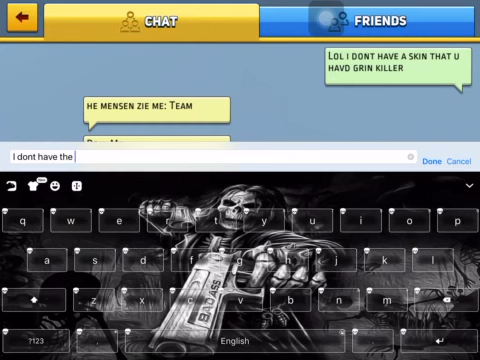 CHAT
FRIENDS
LOL I DONT HAVE A SKIN THAT U
HAVD GRIN KILLER
HE MENSEN ZIE ME: TEAM
I dont have the
Done Cancel
q w e r t y u i o p
a s d f g h j k l
z x c v b n m
BADASS
?123 , English .